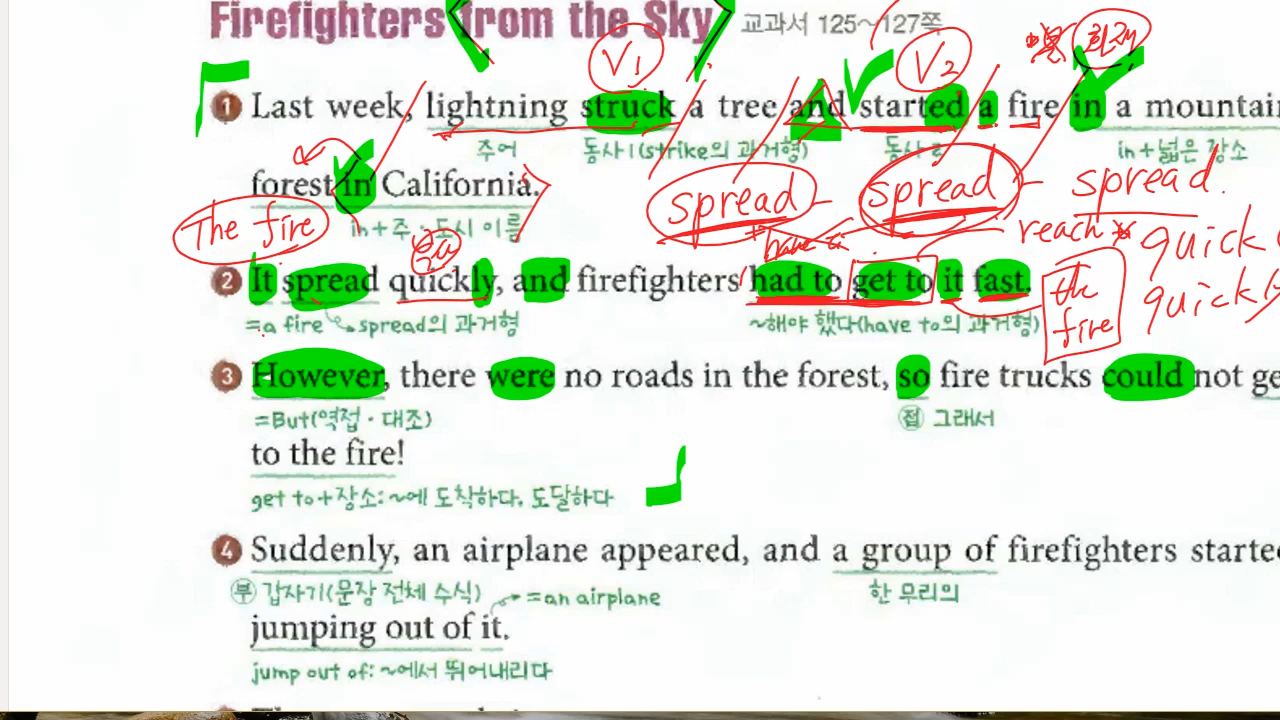 Firefighters from the Sky 교과서 125~127쪽
V1 V2 화재
1 Last week, lightning struck a tree and started a fire in a mountain
주어 동사1(strike의 과거형) 동사2 in+넓은 장소
forest in California.
spread - spread - spread.
The fire in+주·도시 이름
reach quick
2 It spread quickly, and firefighters had to get to it fast. the fire quickly
=a fire spread의 과거형 ~해야 했다(have to의 과거형)
3 However, there were no roads in the forest, so fire trucks could not ge
=But(역접·대조) 접 그래서
to the fire!
get to+장소: ~에 도착하다, 도달하다
4 Suddenly, an airplane appeared, and a group of firefighters starte
부 갑자기(문장 전체 수식) =an airplane 한 무리의
jumping out of it.
jump out of: ~에서 뛰어내리다